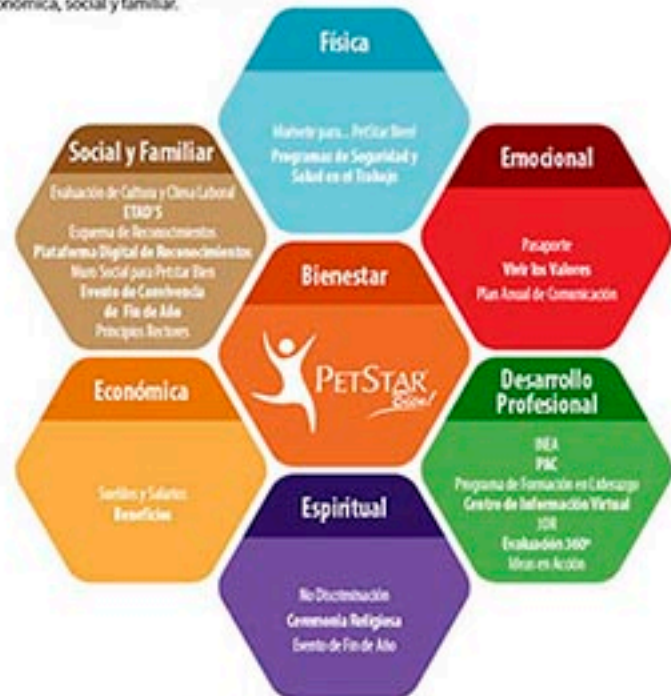 económica, social y familiar.
Física
Muévete para... PetStar Bien!
Programas de Seguridad y
Salud en el Trabajo
Social y Familiar
Evaluación de Cultura y Clima Laboral
ETAD'S
Esquema de Reconocimientos
Plataforma Digital de Reconocimientos
Muro Social para Petstar Bien
Evento de Convivencia
de Fin de Año
Principios Rectores
Emocional
Pasaporte
Vivir los Valores
Plan Anual de Comunicación
Bienestar
PETSTAR
Bien!
Económica
Sueldos y Salarios
Beneficios
Desarrollo
Profesional
INEA
PAC
Programa de Formación en Liderazgo
Centro de Información Virtual
Evaluación 360º
Ideas en Acción
Espiritual
No Discriminación
Ceremonia Religiosa
Evento de Fin de Año